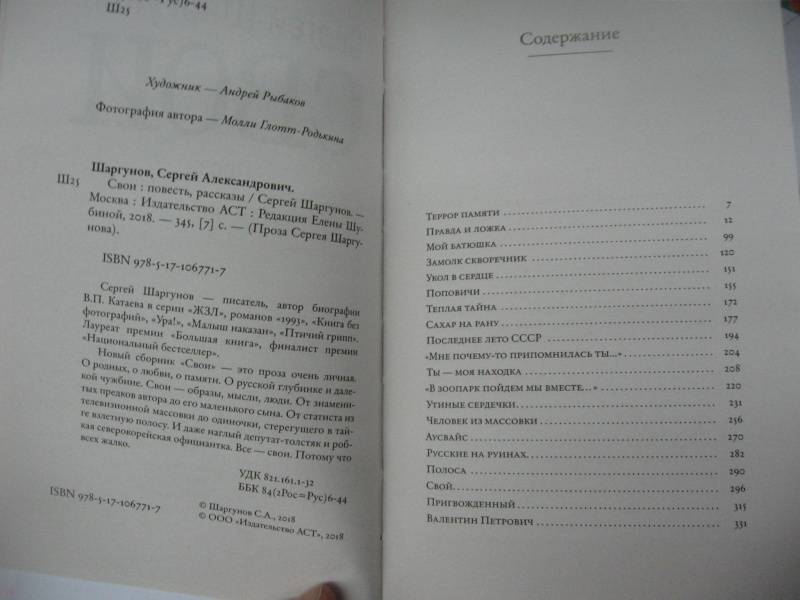 Рус)6-44
Ш25
Художник — Андрей Рыбаков
Фотография автора — Молли Глотт-Родькина
Шаргунов, Сергей Александрович.
Ш25
Свои : повесть, рассказы / Сергей Шаргунов. —
Москва : Издательство АСТ : Редакция Елены Шу-
биной, 2018. — 345, [7] с. — (Проза Сергея Шаргу-
нова).
ISBN 978-5-17-106771-7
Сергей Шаргунов — писатель, автор биографии
В.П. Катаева в серии «ЖЗЛ», романов «1993», «Книга без
фотографий», «Ура!», «Малыш наказан», «Птичий грипп».
Лауреат премии «Большая книга», финалист премии
«Национальный бестселлер».
Новый сборник «Свои» — это проза очень личная.
О родных, о любви, о памяти. О русской глубинке и дале-
кой чужбине. Свои — образы, мысли, люди. От знамени-
тых предков автора до его маленького сына. От статиста из
телевизионной массовки до одиночки, стерегущего в тай-
ге взлетную полосу. И даже наглый депутат-толстяк и роб-
кая северокорейская официантка. Все — свои. Потому что
всех жалко.
УДК 821.161.1-32
ББК 84(2Рос=Рус)6-44
ISBN 978-5-17-106771-7
© Шаргунов С.А., 2018
© ООО «Издательство АСТ», 2018
Содержание
Террор памяти 7
Правда и ложка 12
Мой батюшка 99
Замолк скворечник 120
Укол в сердце 151
Поповичи 155
Теплая тайна 172
Сахар на рану 177
Последнее лето СССР 194
«Мне почему-то припомнилась ты...» 204
Ты — моя находка 208
«В зоопарк пойдем мы вместе...» 220
Утиные сердечки 231
Человек из массовки 256
Аусвайс 270
Русские на руинах 282
Полоса 290
Свой 296
Пригвожденный 315
Валентин Петрович 331